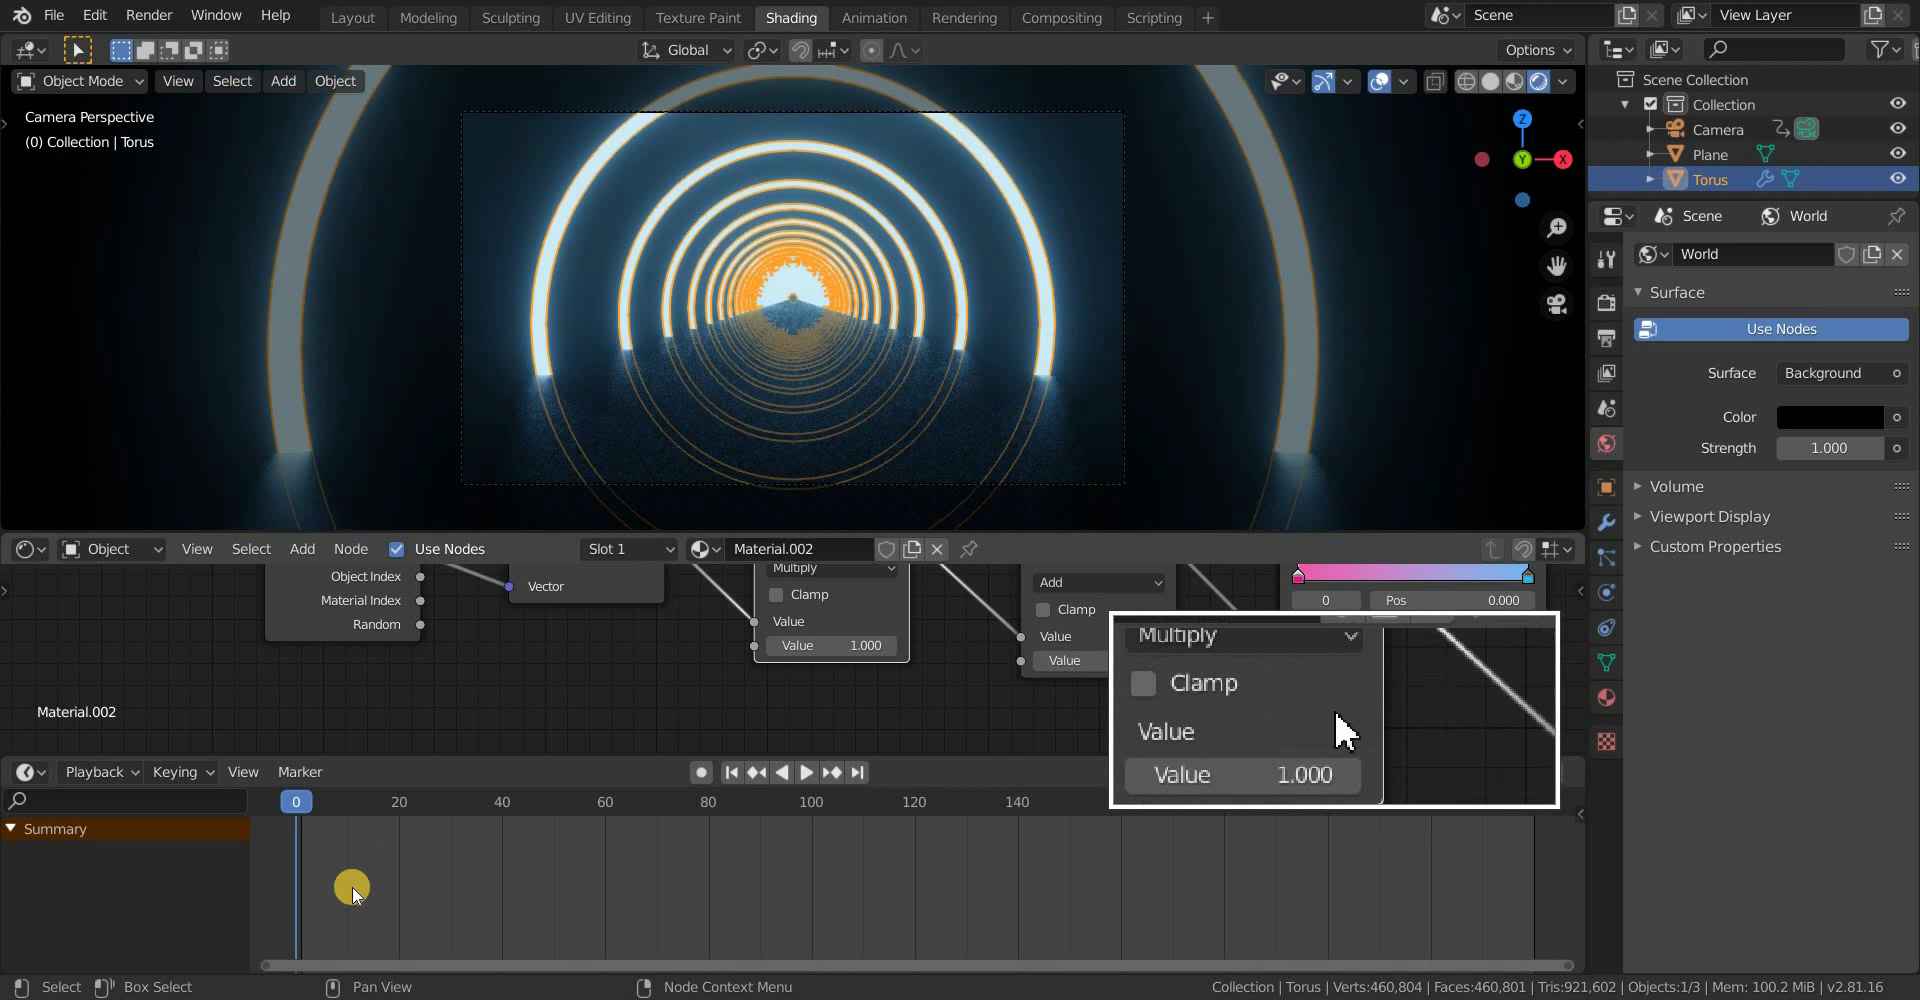 File Edit Render Window Help Layout Modeling Sculpting UV Editing Texture Paint Shading Animation Rendering Compositing Scripting + Scene View Layer
Global Options
Object Mode View Select Add Object
Camera Perspective
(0) Collection | Torus
Z
Y
X
Scene Collection
Collection
Camera
Plane
Torus
Scene World
World
Surface
Use Nodes
Surface Background
Color
Strength 1.000
Volume
Viewport Display
Custom Properties
Object View Select Add Node Use Nodes Slot 1 Material.002
Object Index
Material Index
Random
Vector
Multiply
Clamp
Value
Value 1.000
Add
Clamp
Value
Value
0 Pos 0.000
Multiply
Clamp
Value
Value 1.000
Material.002
Playback Keying View Marker
0 20 40 60 80 100 120 140
Summary
Select Box Select Pan View Node Context Menu Collection | Torus | Verts:460,804 | Faces:460,801 | Tris:921,602 | Objects:1/3 | Mem: 100.2 MiB | v2.81.16